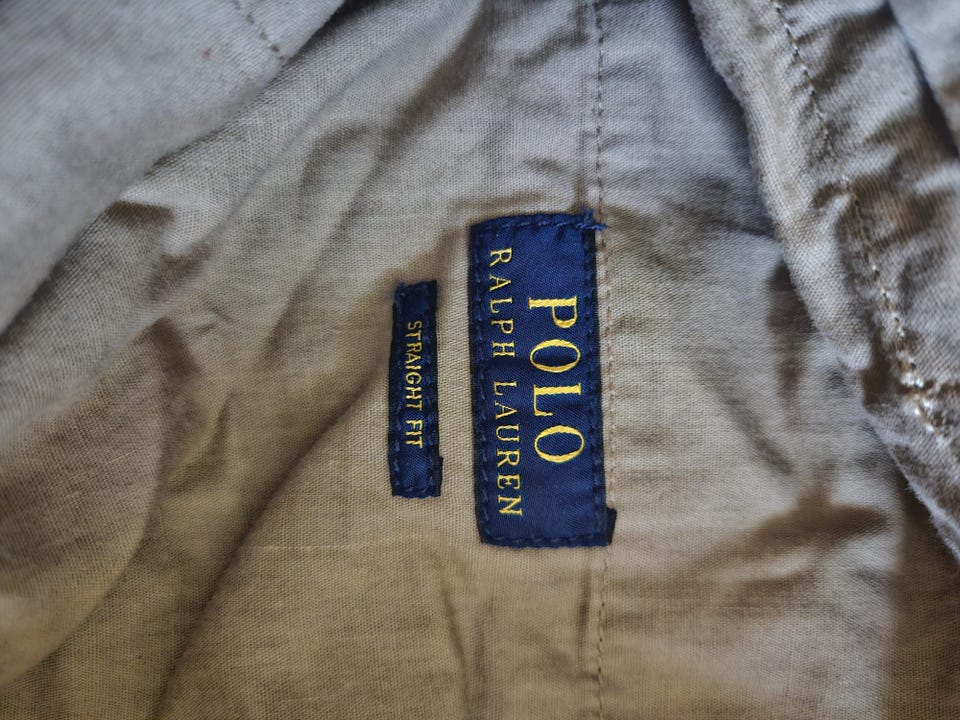 POLO
RALPH LAUREN
STRAIGHT FIT